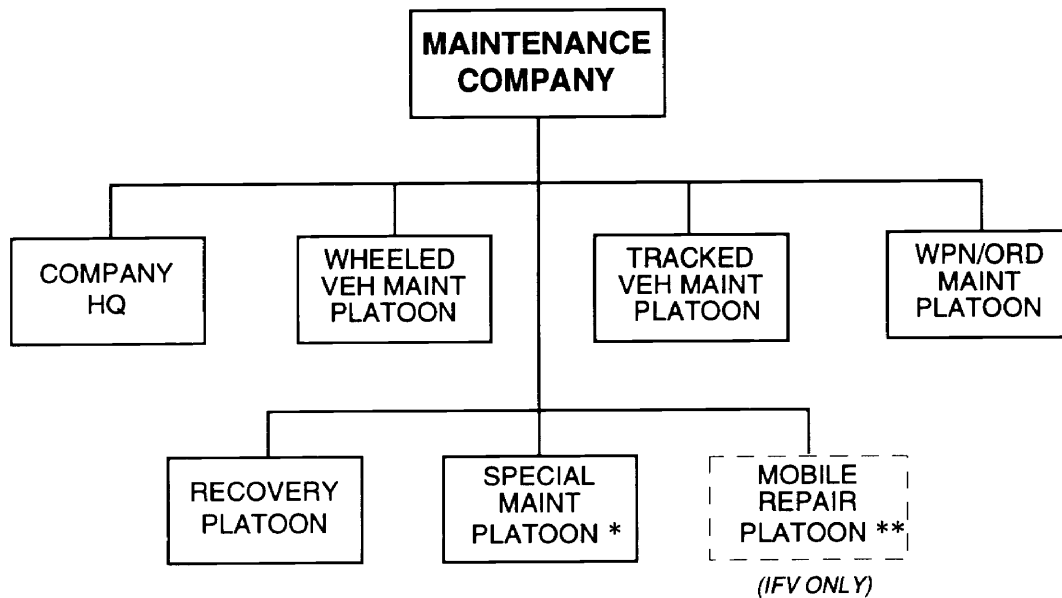 MAINTENANCE
COMPANY
COMPANY
HQ
WHEELED
VEH MAINT
PLATOON
TRACKED
VEH MAINT
PLATOON
WPN/ORD
MAINT
PLATOON
RECOVERY
PLATOON
SPECIAL
MAINT
PLATOON *
MOBILE
REPAIR
PLATOON **
(IFV ONLY)